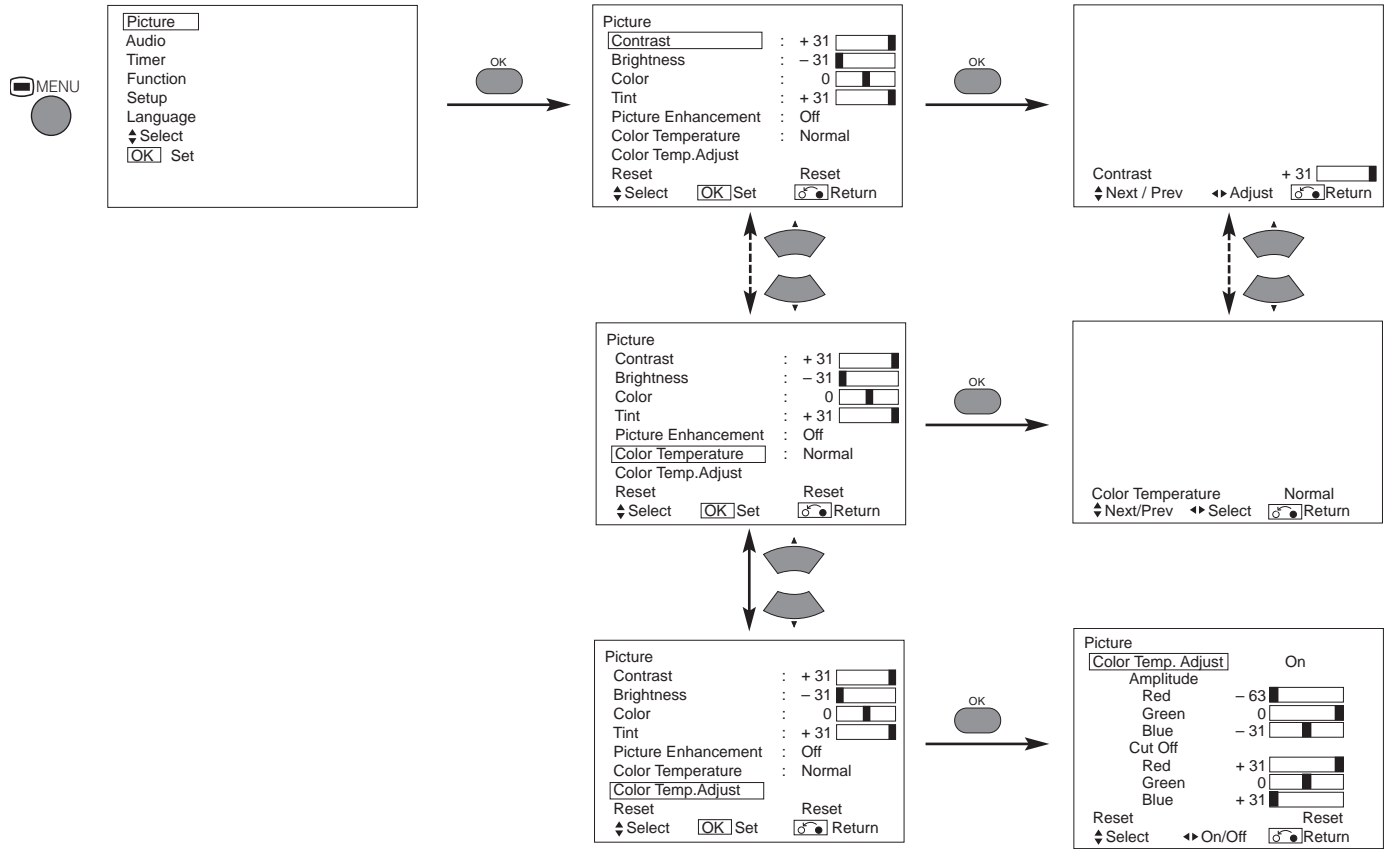 MENU
Picture
Audio
Timer
Function
Setup
Language
Select
OK Set
OK
Picture
Contrast : + 31
Brightness : – 31
Color : 0
Tint : + 31
Picture Enhancement : Off
Color Temperature : Normal
Color Temp.Adjust
Reset Reset
Select OK Set Return
OK
Contrast + 31
Next / Prev Adjust Return
Picture
Contrast : + 31
Brightness : – 31
Color : 0
Tint : + 31
Picture Enhancement : Off
Color Temperature : Normal
Color Temp.Adjust
Reset Reset
Select OK Set Return
OK
Color Temperature Normal
Next/Prev Select Return
Picture
Contrast : + 31
Brightness : – 31
Color : 0
Tint : + 31
Picture Enhancement : Off
Color Temperature : Normal
Color Temp.Adjust
Reset Reset
Select OK Set Return
OK
Picture
Color Temp. Adjust On
Amplitude
Red – 63
Green 0
Blue – 31
Cut Off
Red + 31
Green 0
Blue + 31
Reset Reset
Select On/Off Return